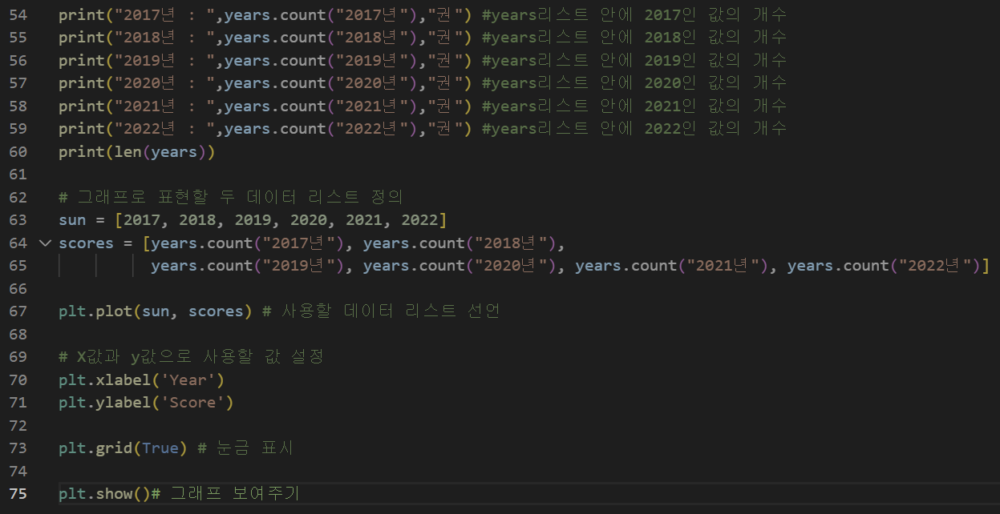 54 print("2017년 : ",years.count("2017년"),"권") #years리스트 안에 2017인 값의 개수
55 print("2018년 : ",years.count("2018년"),"권") #years리스트 안에 2018인 값의 개수
56 print("2019년 : ",years.count("2019년"),"권") #years리스트 안에 2019인 값의 개수
57 print("2020년 : ",years.count("2020년"),"권") #years리스트 안에 2020인 값의 개수
58 print("2021년 : ",years.count("2021년"),"권") #years리스트 안에 2021인 값의 개수
59 print("2022년 : ",years.count("2022년"),"권") #years리스트 안에 2022인 값의 개수
60 print(len(years))
61
62 # 그래프로 표현할 두 데이터 리스트 정의
63 sun = [2017, 2018, 2019, 2020, 2021, 2022]
64 scores = [years.count("2017년"), years.count("2018년"),
65 years.count("2019년"), years.count("2020년"), years.count("2021년"), years.count("2022년")]
66
67 plt.plot(sun, scores) # 사용할 데이터 리스트 선언
68
69 # X값과 y값으로 사용할 값 설정
70 plt.xlabel('Year')
71 plt.ylabel('Score')
72
73 plt.grid(True) # 눈금 표시
74
75 plt.show()# 그래프 보여주기